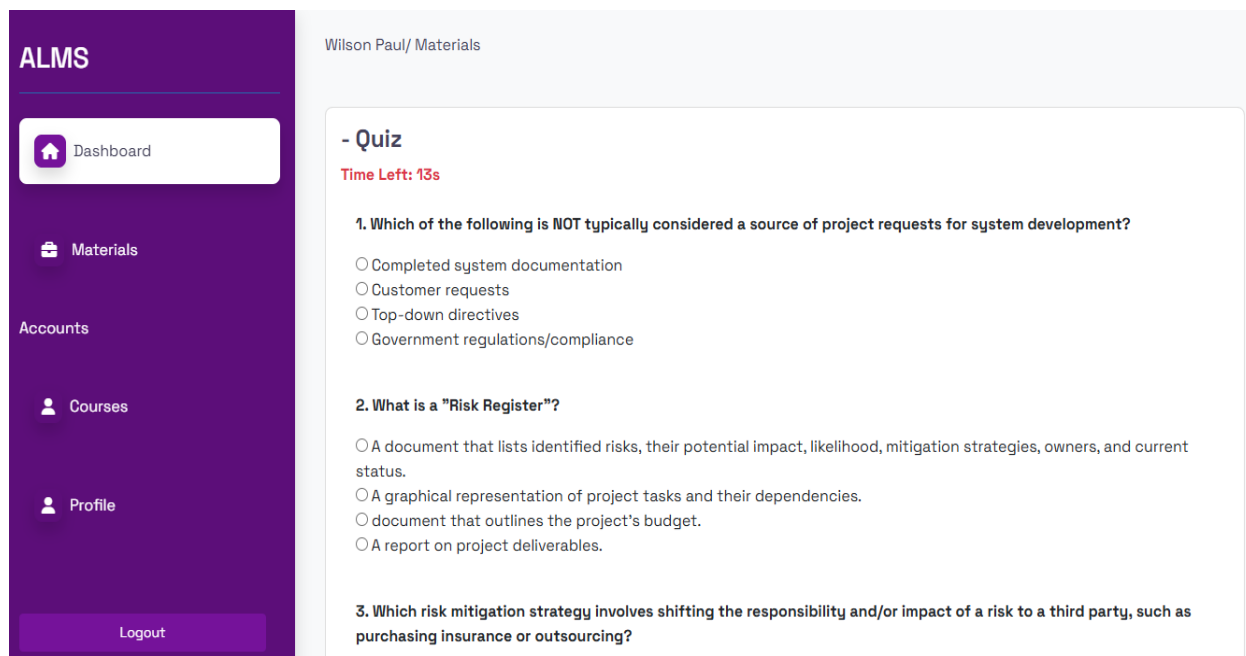 ALMS
Dashboard
Materials
Accounts
Courses
Profile
Logout
Wilson Paul/ Materials
- Quiz
Time Left: 13s
1. Which of the following is NOT typically considered a source of project requests for system development?
Completed system documentation
Customer requests
Top-down directives
Government regulations/compliance
2. What is a "Risk Register"?
A document that lists identified risks, their potential impact, likelihood, mitigation strategies, owners, and current
status.
A graphical representation of project tasks and their dependencies.
document that outlines the project's budget.
A report on project deliverables.
3. Which risk mitigation strategy involves shifting the responsibility and/or impact of a risk to a third party, such as
purchasing insurance or outsourcing?